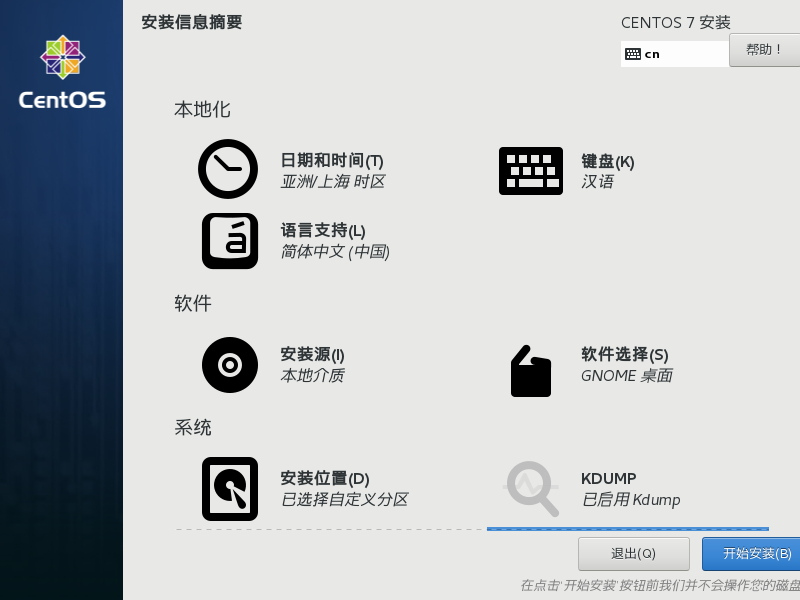 安装信息摘要
CENTOS 7 安装
cn
帮助！
CentOS
本地化
日期和时间(T)
亚洲/上海 时区
键盘(K)
汉语
语言支持(L)
简体中文 (中国)
软件
安装源(I)
本地介质
软件选择(S)
GNOME 桌面
系统
安装位置(D)
已选择自定义分区
KDUMP
已启用 Kdump
退出(Q)
开始安装(B)
在点击'开始安装'按钮前我们并不会操作您的磁盘